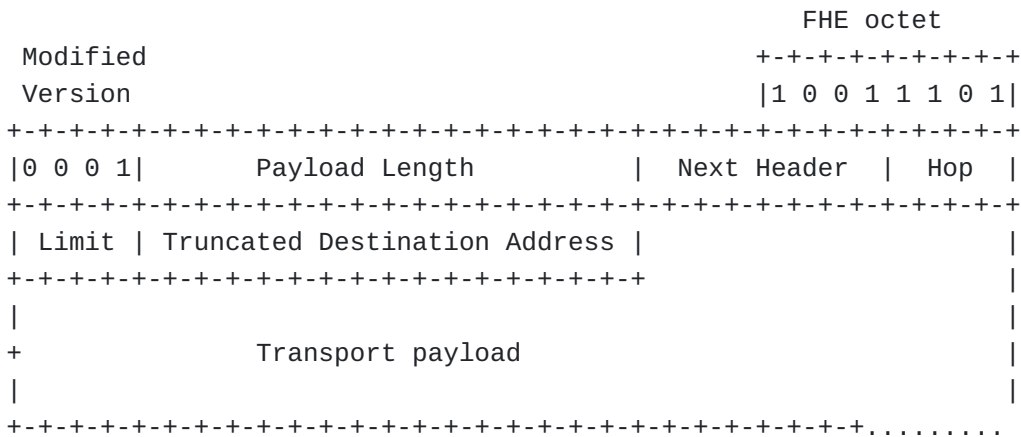 FHE octet
 Modified                                       +-+-+-+-+-+-+-+-+
 Version                                        |1 0 0 1 1 1 0 1|
+-+-+-+-+-+-+-+-+-+-+-+-+-+-+-+-+-+-+-+-+-+-+-+-+-+-+-+-+-+-+-+-+
|0 0 0 1|       Payload Length          |  Next Header  |  Hop  |
+-+-+-+-+-+-+-+-+-+-+-+-+-+-+-+-+-+-+-+-+-+-+-+-+-+-+-+-+-+-+-+-+
| Limit | Truncated Destination Address |                       |
+-+-+-+-+-+-+-+-+-+-+-+-+-+-+-+-+-+-+-+-+                       |
|                                                               |
+               Transport payload                               |
|                                                               |
+-+-+-+-+-+-+-+-+-+-+-+-+-+-+-+-+-+-+-+-+-+-+-+-+-+-+-+.........